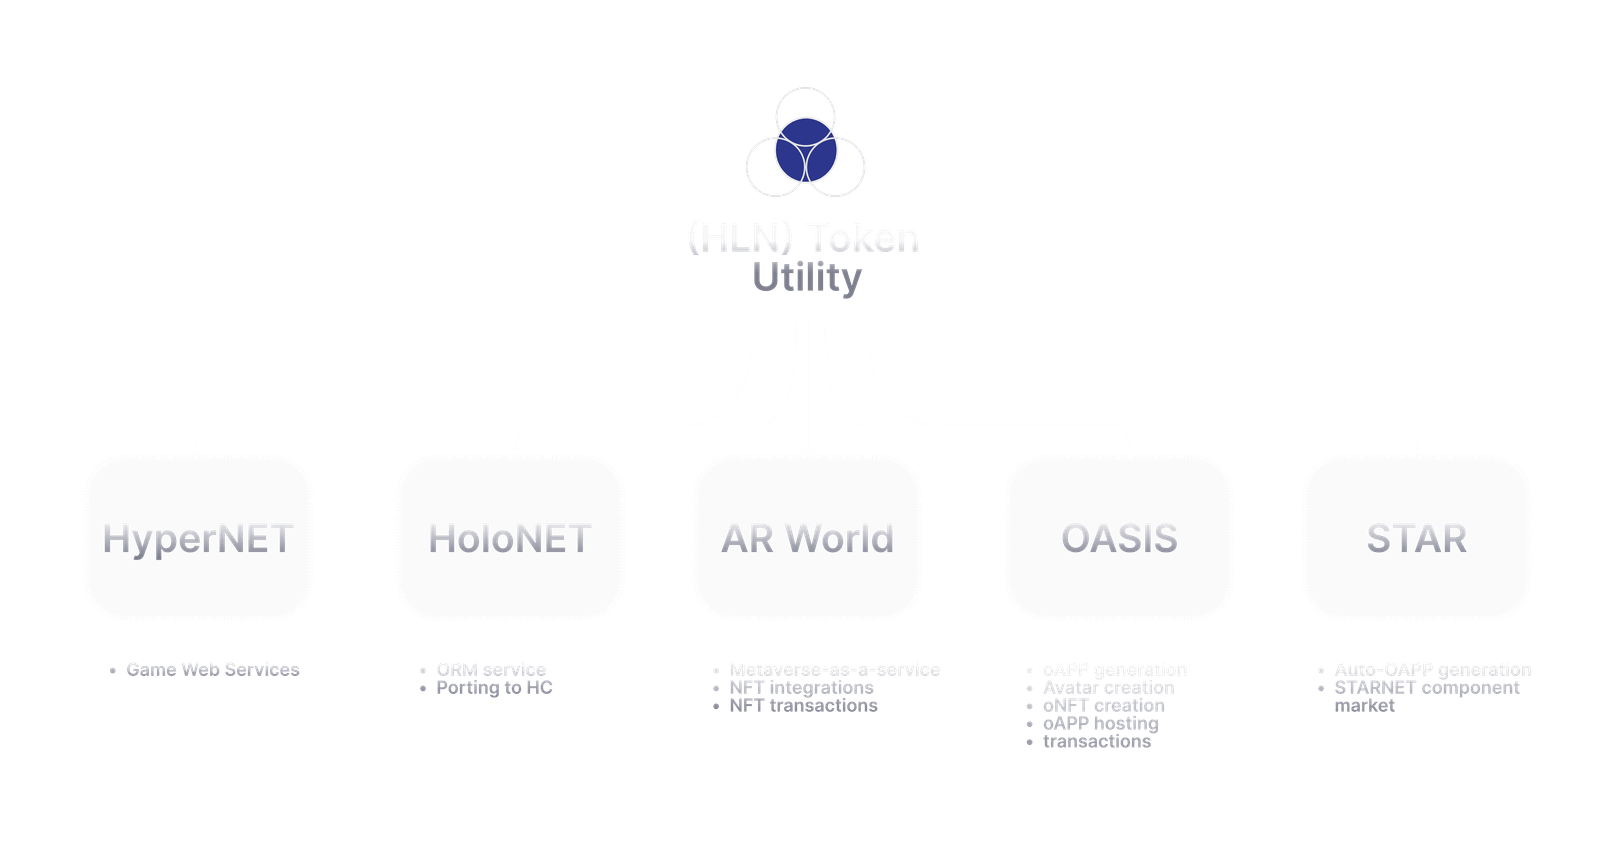 (HLN) Token
Utility
HyperNET
HoloNET
AR World
OASIS
STAR
• Game Web Services
• ORM service
• Porting to HC
• Metaverse-as-a-service
• NFT integrations
• NFT transactions
• oAPP generation
• Avatar creation
• oNFT creation
• oAPP hosting
• transactions
• Auto-OAPP generation
• STARNET component
market